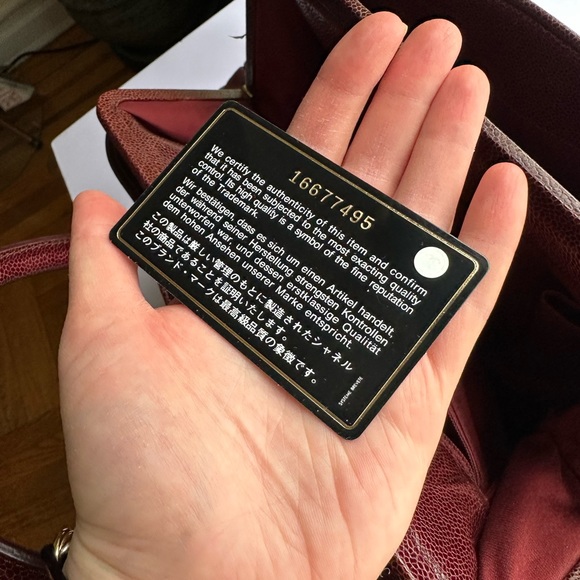 16677495
We certify the authenticity of this item and confirm
that it has been subjected to the most exacting quality
control. Its high quality is a symbol of the fine reputation
of the Trademark.
Wir bestätigen, dass es sich um einen Artikel handelt,
der während seiner Herstellung strengsten Kontrollen
unterworfen war, und dessen erstklassige Qualität
dem hohen Ansehen unserer Marke entspricht.
この製品は厳しい管理のもとに製造されたシャネル
社の商品であることを証明いたします。
このブランド・マークは最高級品質の象徴です。